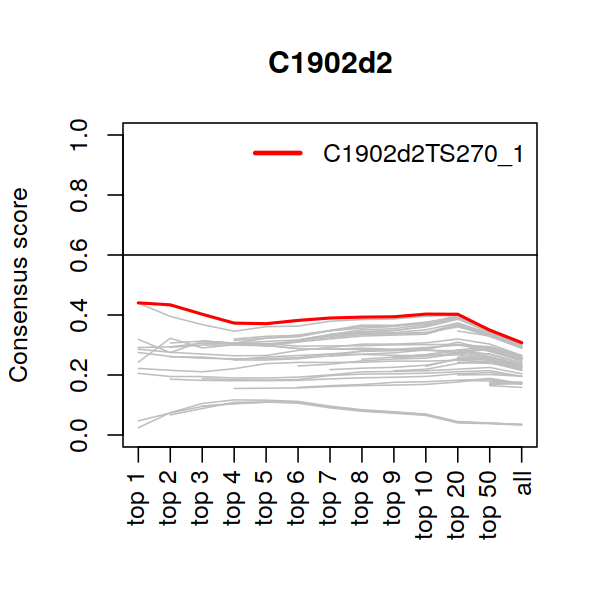 C1902d2
C1902d2TS270_1
Consensus score
1.0
0.8
0.6
0.4
0.2
0.0
top 1
top 2
top 3
top 4
top 5
top 6
top 7
top 8
top 9
top 10
top 20
top 50
all